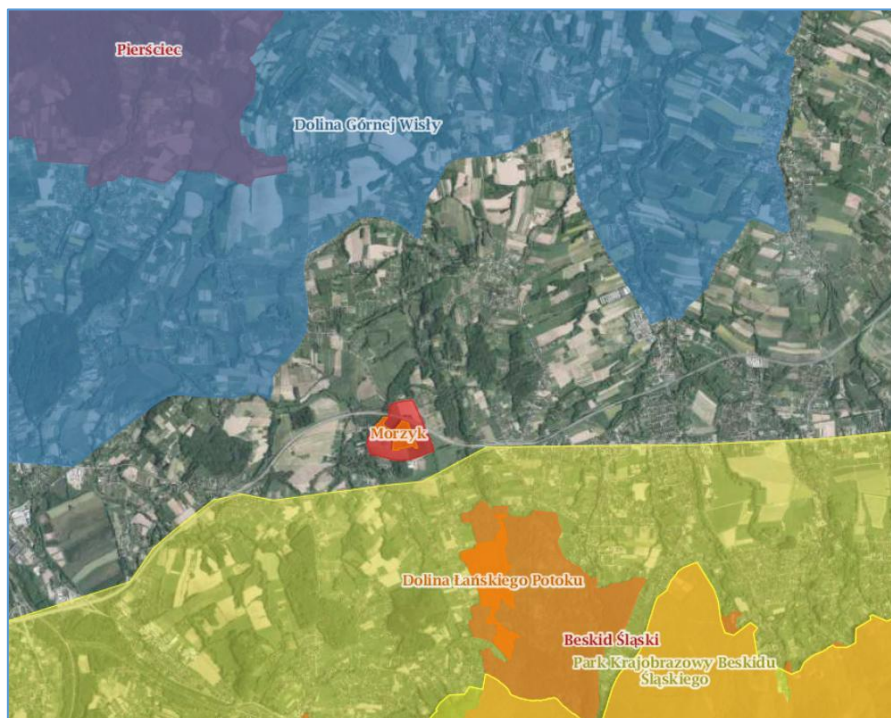 Pierściec
Dolina Górnej Wisły
Morzyk
Dolina Łańskiego Potoku
Beskid Śląski
Park Krajobrazowy Beskidu
Śląskiego